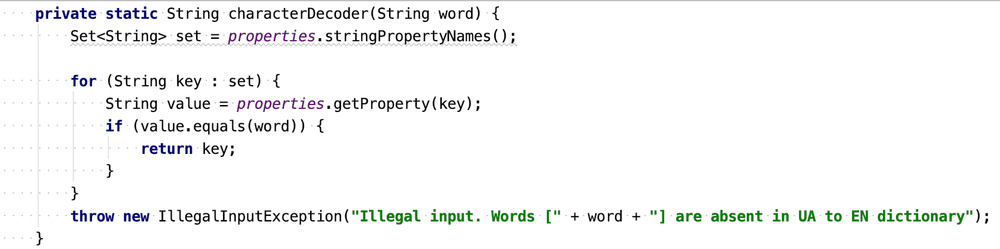 private static String characterDecoder(String word) {
Set<String> set = properties.stringPropertyNames();
for (String key : set) {
String value = properties.getProperty(key);
if (value.equals(word)) {
return key;
}
}
throw new IllegalInputException("Illegal input. Words [" + word + "] are absent in UA to EN dictionary");
}